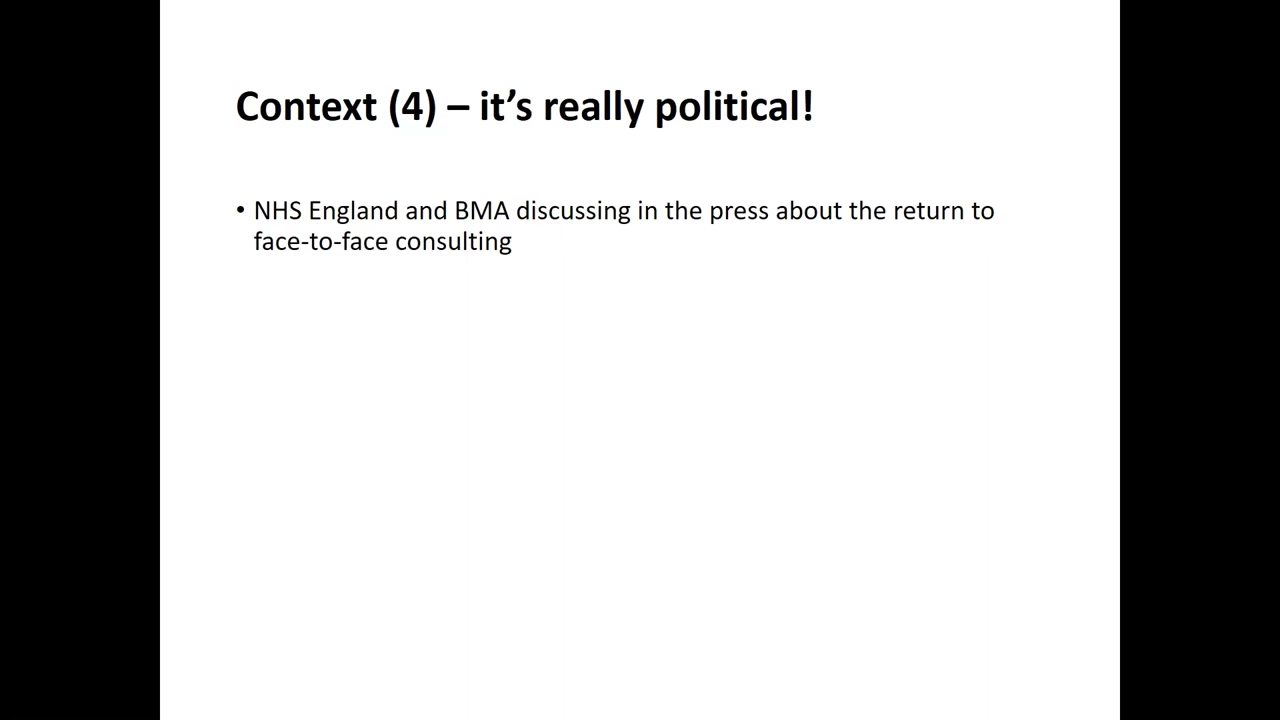 Context (4) – it’s really political!
• NHS England and BMA discussing in the press about the return to
face-to-face consulting